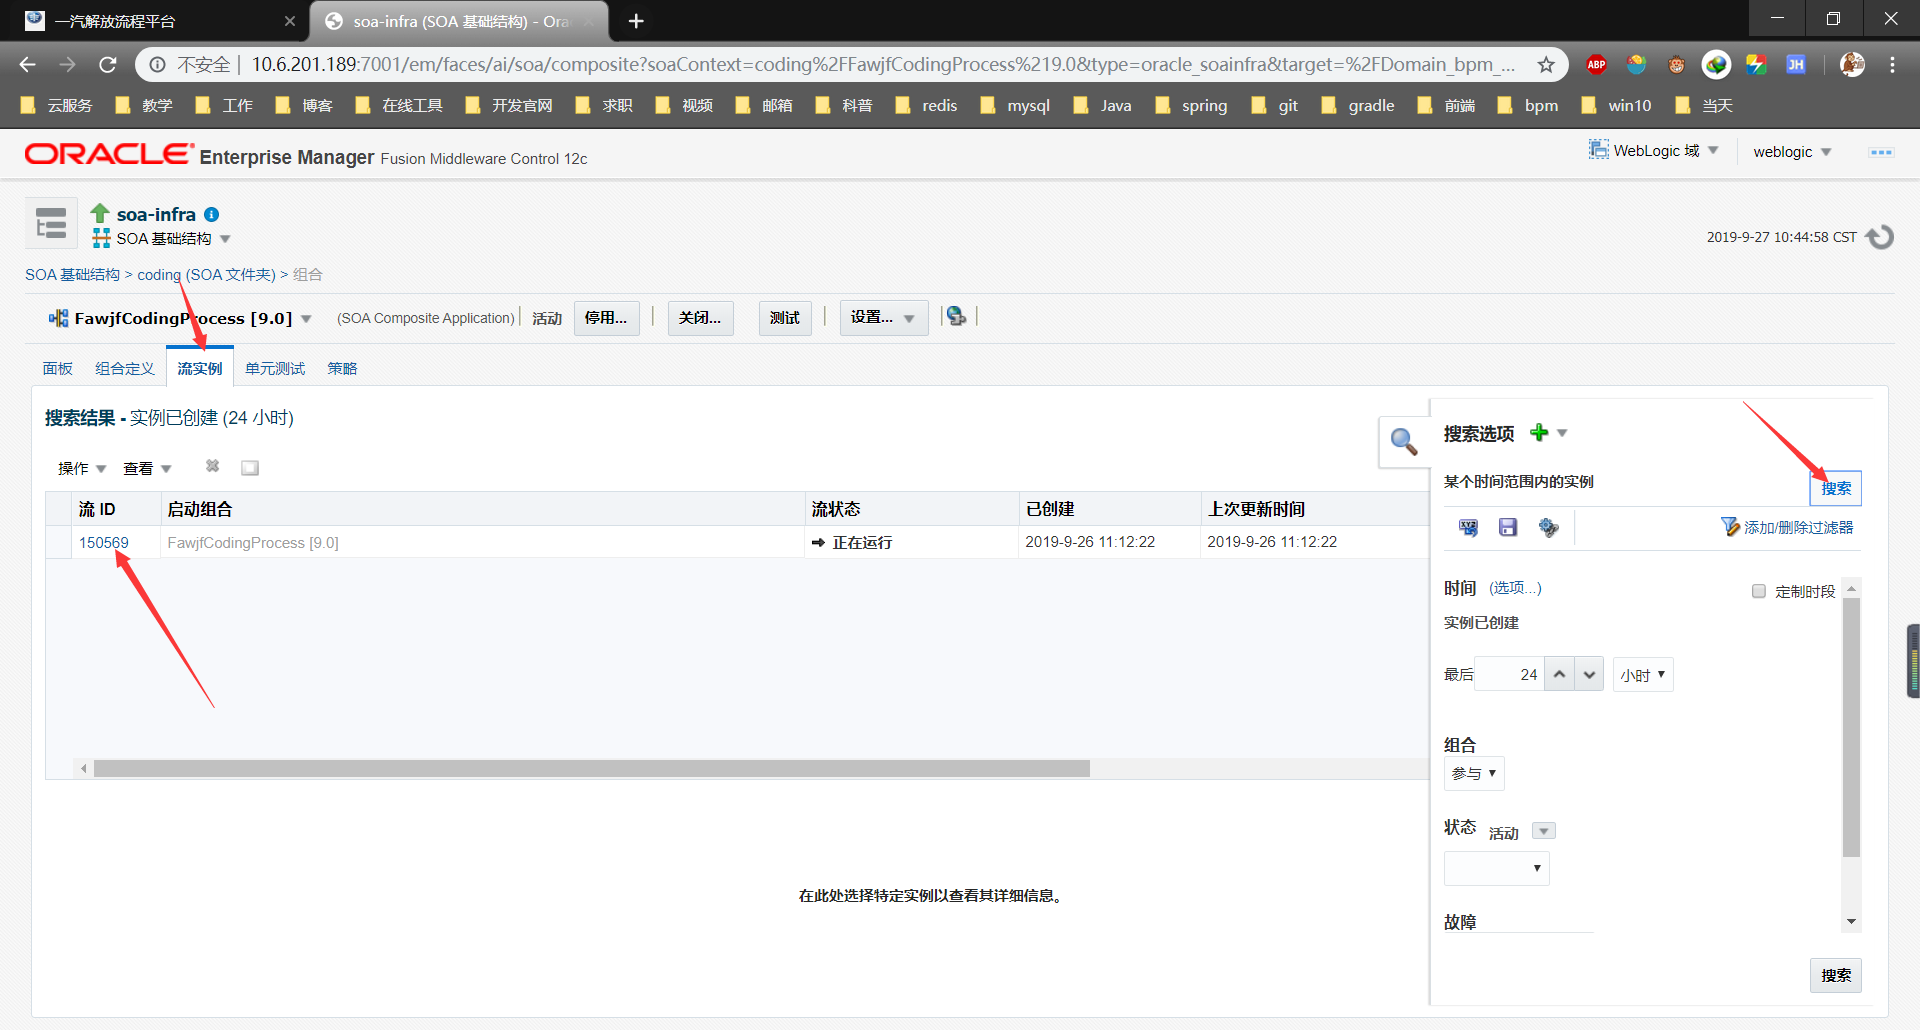 一汽解放流程平台
soa-infra (SOA 基础结构) - Ora
不安全 | 10.6.201.189:7001/em/faces/ai/soa/composite?soaContext=coding%2FFawjfCodingProcess%219.0&type=oracle_soainfra&target=%2FDomain_bpm_...
ABP
JH
云服务 教学 工作 博客 在线工具 开发官网 求职 视频 邮箱 科普 redis mysql Java spring git gradle 前端 bpm win10 当天
ORACLE Enterprise Manager Fusion Middleware Control 12c
WebLogic 域
weblogic
soa-infra
SOA 基础结构
2019-9-27 10:44:58 CST
SOA 基础结构 > coding (SOA 文件夹) > 组合
FawjfCodingProcess [9.0] (SOA Composite Application) 活动 停用... 关闭... 测试 设置...
面板 组合定义 流实例 单元测试 策略
搜索结果 - 实例已创建 (24 小时)
操作 查看
流 ID 启动组合 流状态 已创建 上次更新时间
150569 FawjfCodingProcess [9.0] 正在运行 2019-9-26 11:12:22 2019-9-26 11:12:22
在此处选择特定实例以查看其详细信息。
搜索选项
某个时间范围内的实例
搜索
XYZ
添加/删除过滤器
时间 (选项...)
定制时段
实例已创建
最后 24 小时
组合
参与
状态 活动
故障
搜索